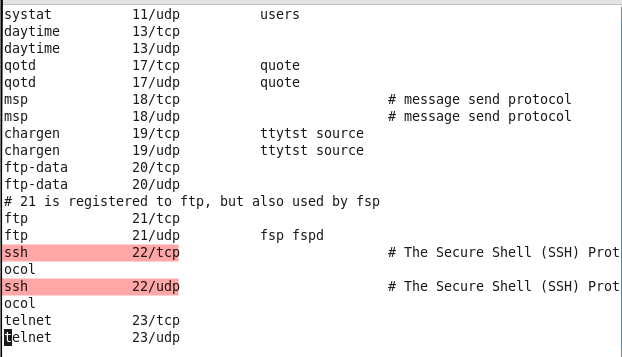 systat          11/udp          users
daytime         13/tcp
daytime         13/udp
qotd            17/tcp          quote
qotd            17/udp          quote
msp             18/tcp                          # message send protocol
msp             18/udp                          # message send protocol
chargen         19/tcp          ttytst source
chargen         19/udp          ttytst source
ftp-data        20/tcp
ftp-data        20/udp
# 21 is registered to ftp, but also used by fsp
ftp             21/tcp
ftp             21/udp          fsp fspd
ssh             22/tcp                          # The Secure Shell (SSH) Prot
ocol
ssh             22/udp                          # The Secure Shell (SSH) Prot
ocol
telnet          23/tcp
telnet          23/udp